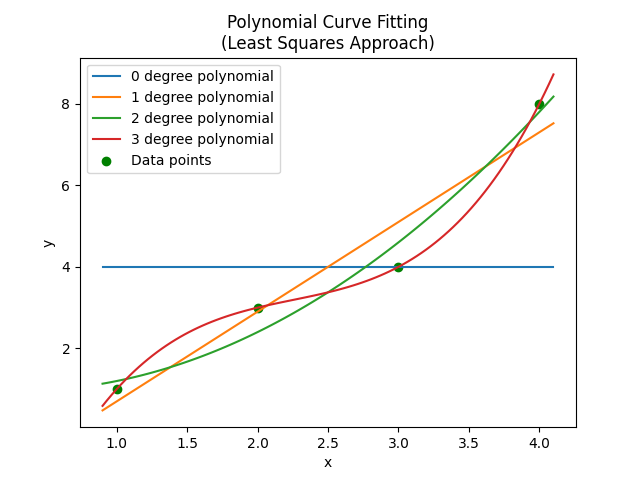 Polynomial Curve Fitting
(Least Squares Approach)
0 degree polynomial
1 degree polynomial
2 degree polynomial
3 degree polynomial
Data points
y
8
6
4
2
1.0 1.5 2.0 2.5 3.0 3.5 4.0
x